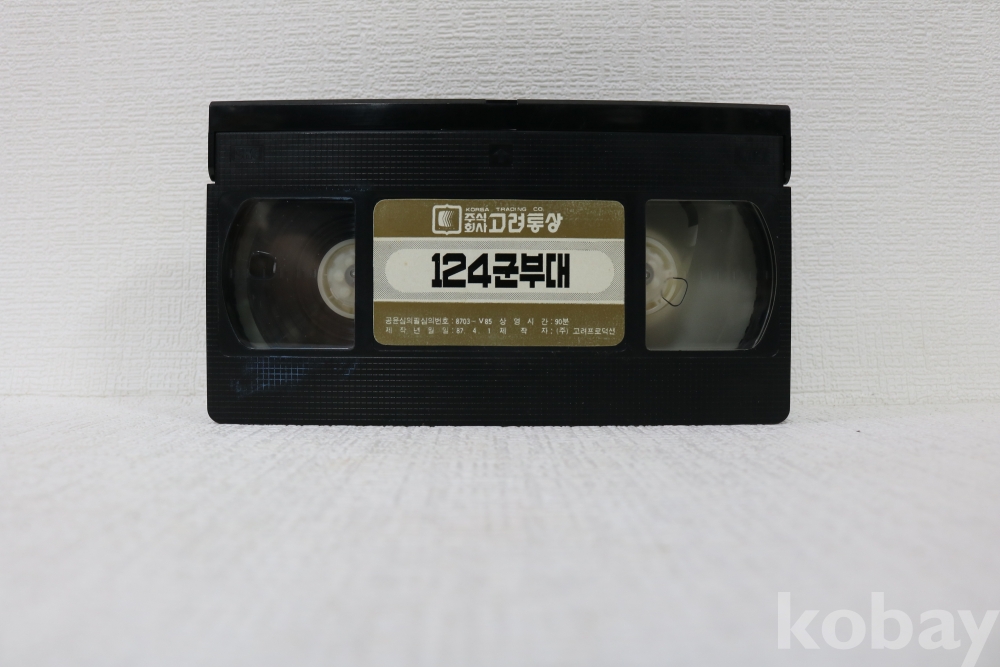 KOREA TRADING CO.
주식회사 고려통상
124군부대
공윤심의필심의번호 : 8703-V85 상 영 시 간 : 90분
제 작 년 월 일 : 87. 4. 1 제 작 자 : (주) 고려프로덕션
kobay